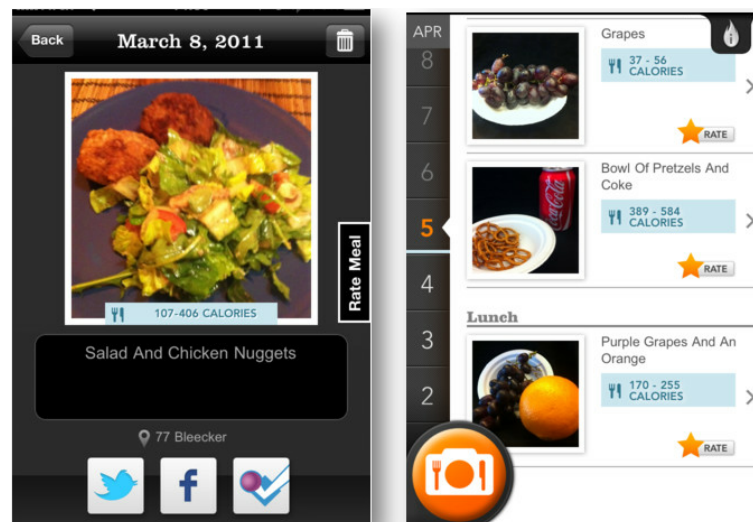 Back
March 8, 2011
107-406 CALORIES
Rate Meal
Salad And Chicken Nuggets
77 Bleecker
f
APR
8
7
6
5
4
3
2
Grapes
37 - 56
CALORIES
RATE
Bowl Of Pretzels And
Coke
Coca-Cola
389 - 584
CALORIES
RATE
Lunch
Purple Grapes And An
Orange
170 - 255
CALORIES
RATE
i